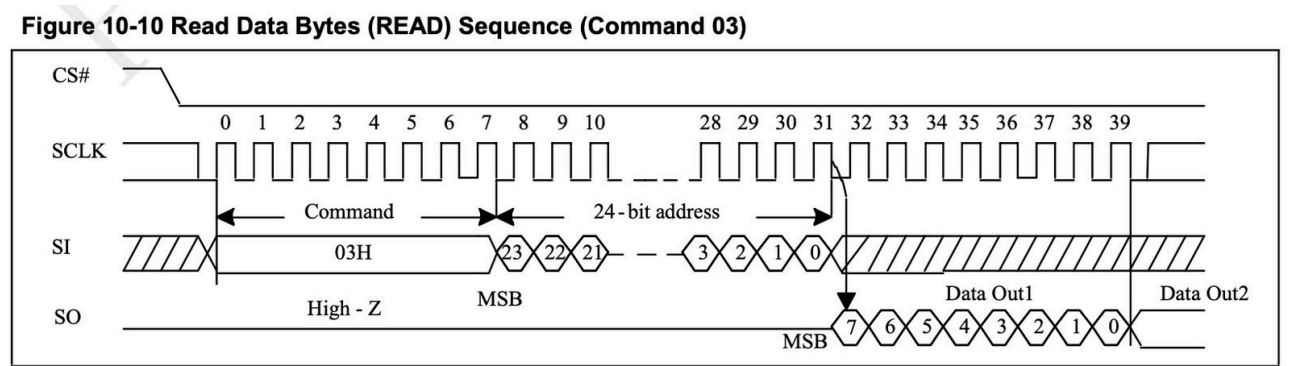 Figure 10-10 Read Data Bytes (READ) Sequence (Command 03)
CS#
0 1 2 3 4 5 6 7 8 9 10 28 29 30 31 32 33 34 35 36 37 38 39
SCLK
Command 24-bit address
SI 03H 23 22 21 3 2 1 0
MSB Data Out1 Data Out2
High - Z
SO 7 6 5 4 3 2 1 0
MSB